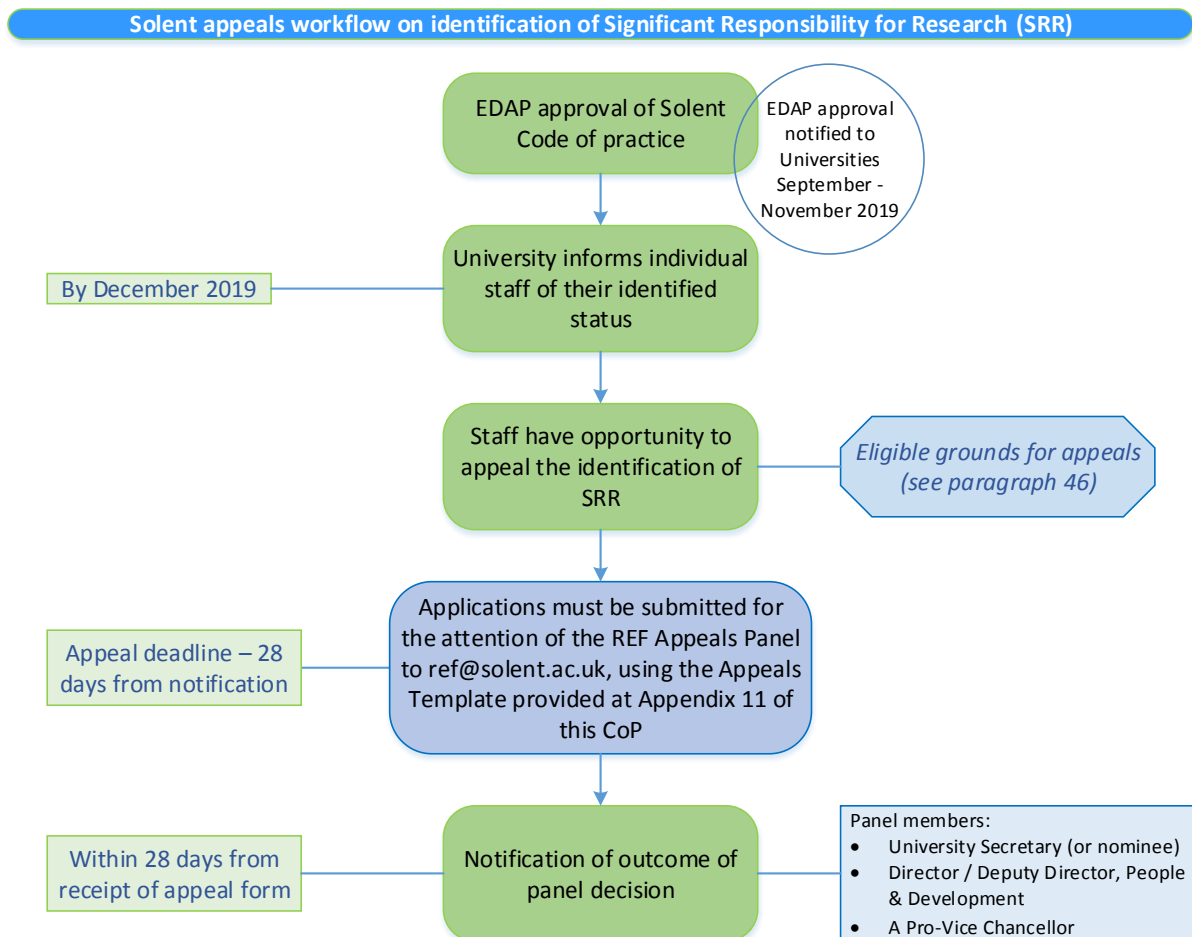 Solent appeals workflow on identification of Significant Responsibility for Research (SRR)
EDAP approval of Solent
Code of practice
EDAP approval
notified to
Universities
September -
November 2019
University informs individual
staff of their identified
status
By December 2019
Staff have opportunity to
appeal the identification of
SRR
Eligible grounds for appeals
(see paragraph 46)
Applications must be submitted for
the attention of the REF Appeals Panel
to ref@solent.ac.uk, using the Appeals
Template provided at Appendix 11 of
this CoP
Appeal deadline – 28
days from notification
Within 28 days from
receipt of appeal form
Notification of outcome of
panel decision
Panel members:
• University Secretary (or nominee)
• Director / Deputy Director, People
& Development
• A Pro-Vice Chancellor